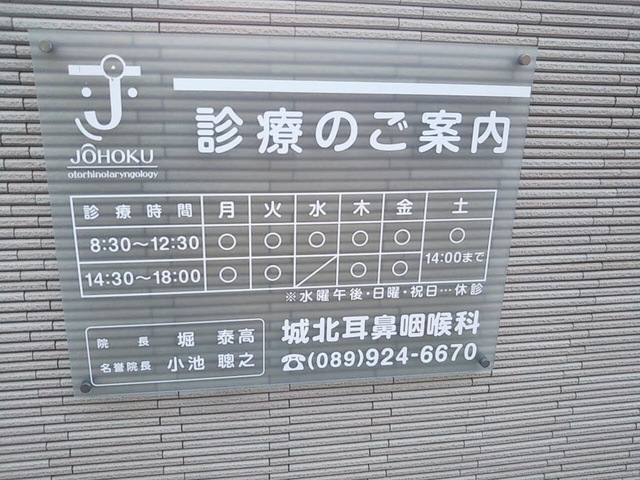 JOHOKU
otorhinolaryngology
診療のご案内
診療時間 月 火 水 木 金 土
8:30〜12:30 ○ ○ ○ ○ ○ ○
14:00まで
14:30〜18:00 ○ ○ ／ ○ ○
※水曜午後・日曜・祝日…休診
院長 堀 泰高
名誉院長 小池 聰之
城北耳鼻咽喉科
☎(089)924-6670